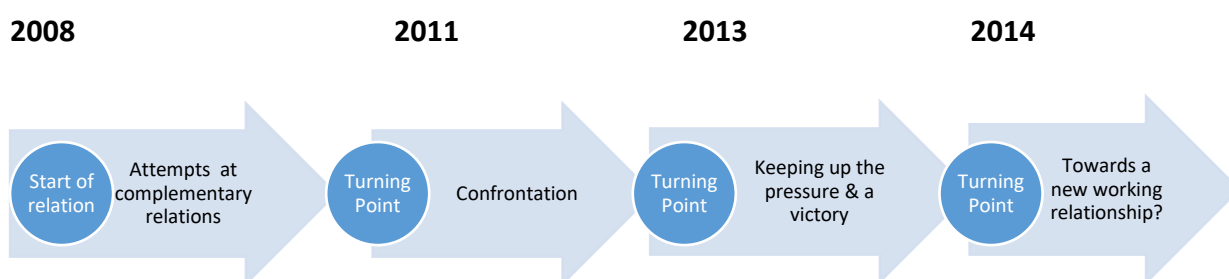 2008
2011
2013
2014
Start of
relation
Attempts at
complementary
relations
Turning
Point
Confrontation
Turning
Point
Keeping up the
pressure & a
victory
Turning
Point
Towards a
new working
relationship?